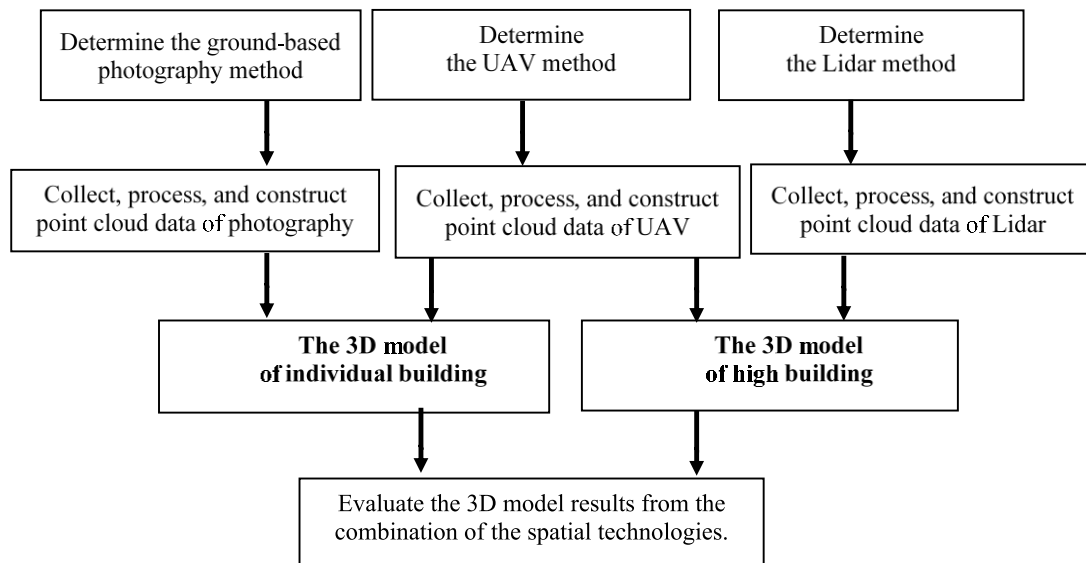 Determine the ground-based
photography method
Determine
the UAV method
Determine
the Lidar method
Collect, process, and construct
point cloud data of photography
Collect, process, and construct
point cloud data of UAV
Collect, process, and construct
point cloud data of Lidar
The 3D model
of individual building
The 3D model
of high building
Evaluate the 3D model results from the
combination of the spatial technologies.